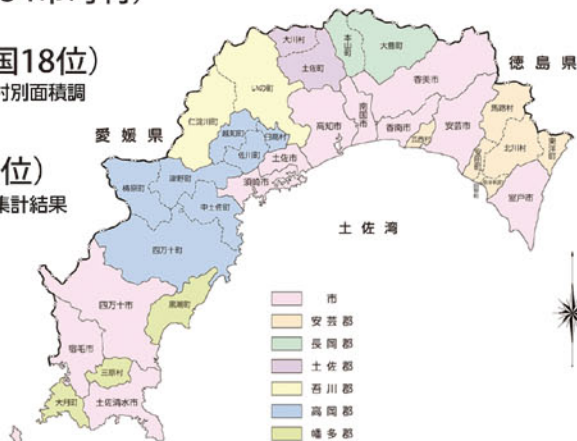 国18位）
村別面積調
位）
集計結果
愛媛県
徳島県
土佐湾
大川村
土佐町
本山町
大豊町
いの町
仁淀川町
越知町
日高村
佐川町
土佐市
高知市
南国市
香美市
香南市
芸西村
安芸市
馬路村
北川村
東洋町
安田町
室戸市
須崎市
梼原町
津野町
中土佐町
四万十町
四万十市
黒潮町
宿毛市
三原村
大月町
土佐清水市
市
安芸郡
長岡郡
土佐郡
吾川郡
高岡郡
幡多郡